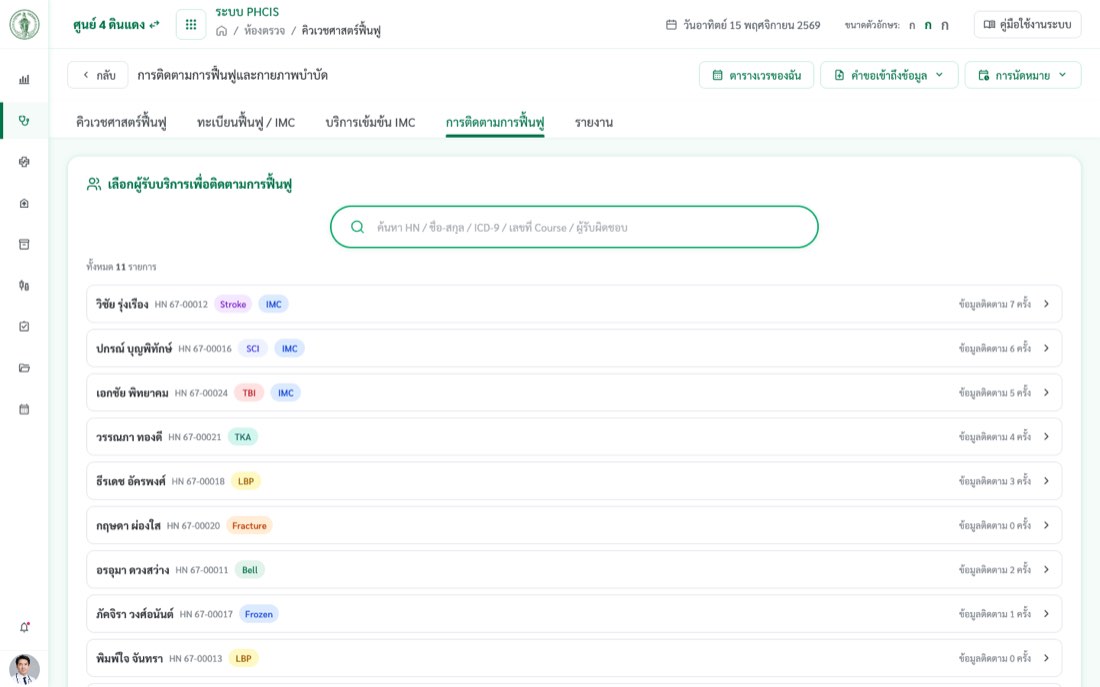 ศูนย์ 4 ดินแดง
ระบบ PHCIS
/ ห้องตรวจ / คิวเวชศาสตร์ฟื้นฟู
วันอาทิตย์ 15 พฤศจิกายน 2569
ขนาดตัวอักษร: ก ก ก
คู่มือใช้งานระบบ
กลับ
การติดตามการฟื้นฟูและกายภาพบำบัด
ตารางเวรของฉัน
คำขอเข้าถึงข้อมูล
การนัดหมาย
คิวเวชศาสตร์ฟื้นฟู ทะเบียนฟื้นฟู / IMC บริการเข้มข้น IMC การติดตามการฟื้นฟู รายงาน
เลือกผู้รับบริการเพื่อติดตามการฟื้นฟู
ค้นหา HN / ชื่อ-สกุล / ICD-9 / เลขที่ Course / ผู้รับผิดชอบ
ทั้งหมด 11 รายการ
วิชัย รุ่งเรือง HN 67-00012 Stroke IMC ข้อมูลติดตาม 7 ครั้ง
ปกรณ์ บุญพิทักษ์ HN 67-00016 SCI IMC ข้อมูลติดตาม 6 ครั้ง
เอกชัย พิทยาคม HN 67-00024 TBI IMC ข้อมูลติดตาม 5 ครั้ง
วรรณภา ทองดี HN 67-00021 TKA ข้อมูลติดตาม 4 ครั้ง
ธีรเดช อัครพงศ์ HN 67-00018 LBP ข้อมูลติดตาม 3 ครั้ง
กฤษดา ผ่องใส HN 67-00020 Fracture ข้อมูลติดตาม 0 ครั้ง
อรอุมา ดวงสว่าง HN 67-00011 Bell ข้อมูลติดตาม 2 ครั้ง
ภัคจิรา วงศ์อนันต์ HN 67-00017 Frozen ข้อมูลติดตาม 1 ครั้ง
พิมพ์ใจ จันทรา HN 67-00013 LBP ข้อมูลติดตาม 0 ครั้ง